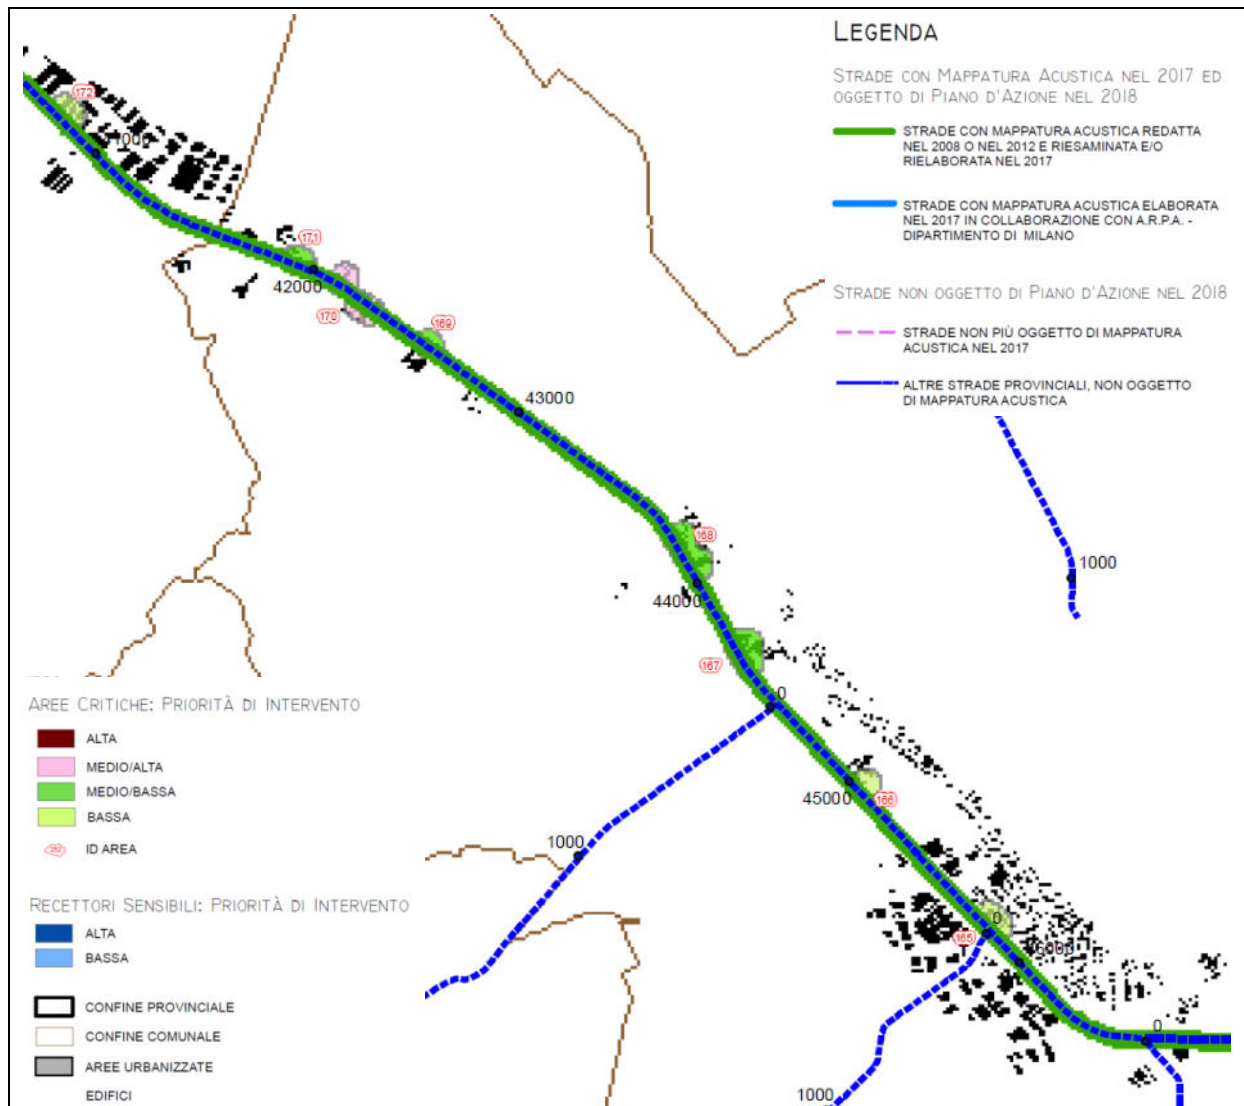 LEGENDA
STRADE CON MAPPATURA ACUSTICA NEL 2017 ED
OGGETTO DI PIANO D'AZIONE NEL 2018
STRADE CON MAPPATURA ACUSTICA REDATTA
NEL 2008 O NEL 2012 E RIESAMINATA E/O
RIELABORATA NEL 2017
STRADE CON MAPPATURA ACUSTICA ELABORATA
NEL 2017 IN COLLABORAZIONE CON A.R.P.A. -
DIPARTIMENTO DI MILANO
STRADE NON OGGETTO DI PIANO D'AZIONE NEL 2018
STRADE NON PIÙ OGGETTO DI MAPPATURA
ACUSTICA NEL 2017
ALTRE STRADE PROVINCIALI, NON OGGETTO
DI MAPPATURA ACUSTICA
172
171
42000
170
169
43000
168
1000
44000
167
0
45000
166
1000
0
165
0
1000
AREE CRITICHE: PRIORITÀ DI INTERVENTO
ALTA
MEDIO/ALTA
MEDIO/BASSA
BASSA
ID AREA
RECETTORI SENSIBILI: PRIORITÀ DI INTERVENTO
ALTA
BASSA
CONFINE PROVINCIALE
CONFINE COMUNALE
AREE URBANIZZATE
EDIFICI